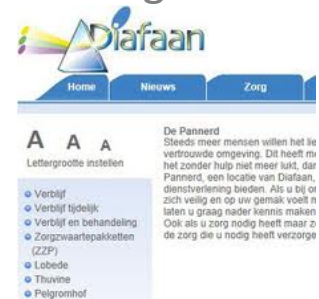 Diafaan
Home Nieuws Zorg
A A A
Lettergrootte instellen
Verblijf
Verblijf tijdelijk
Verblijf en behandeling
Zorgzwaartepakketten
(ZZP)
Lobede
Thuvine
Pelgromhof
De Pannerd
Steeds meer mensen willen het lie
vertrouwde omgeving. Dit heeft me
het zonder hulp niet meer lukt, dan
Pannerd, een locatie van Diafaan,
dienstverlening bieden. Als u bij on
zich veilig en op uw gemak voelt m
laten u graag nader kennis maken
Ook als u zorg nodig heeft maar zo
de zorg die u nodig heeft verzorge